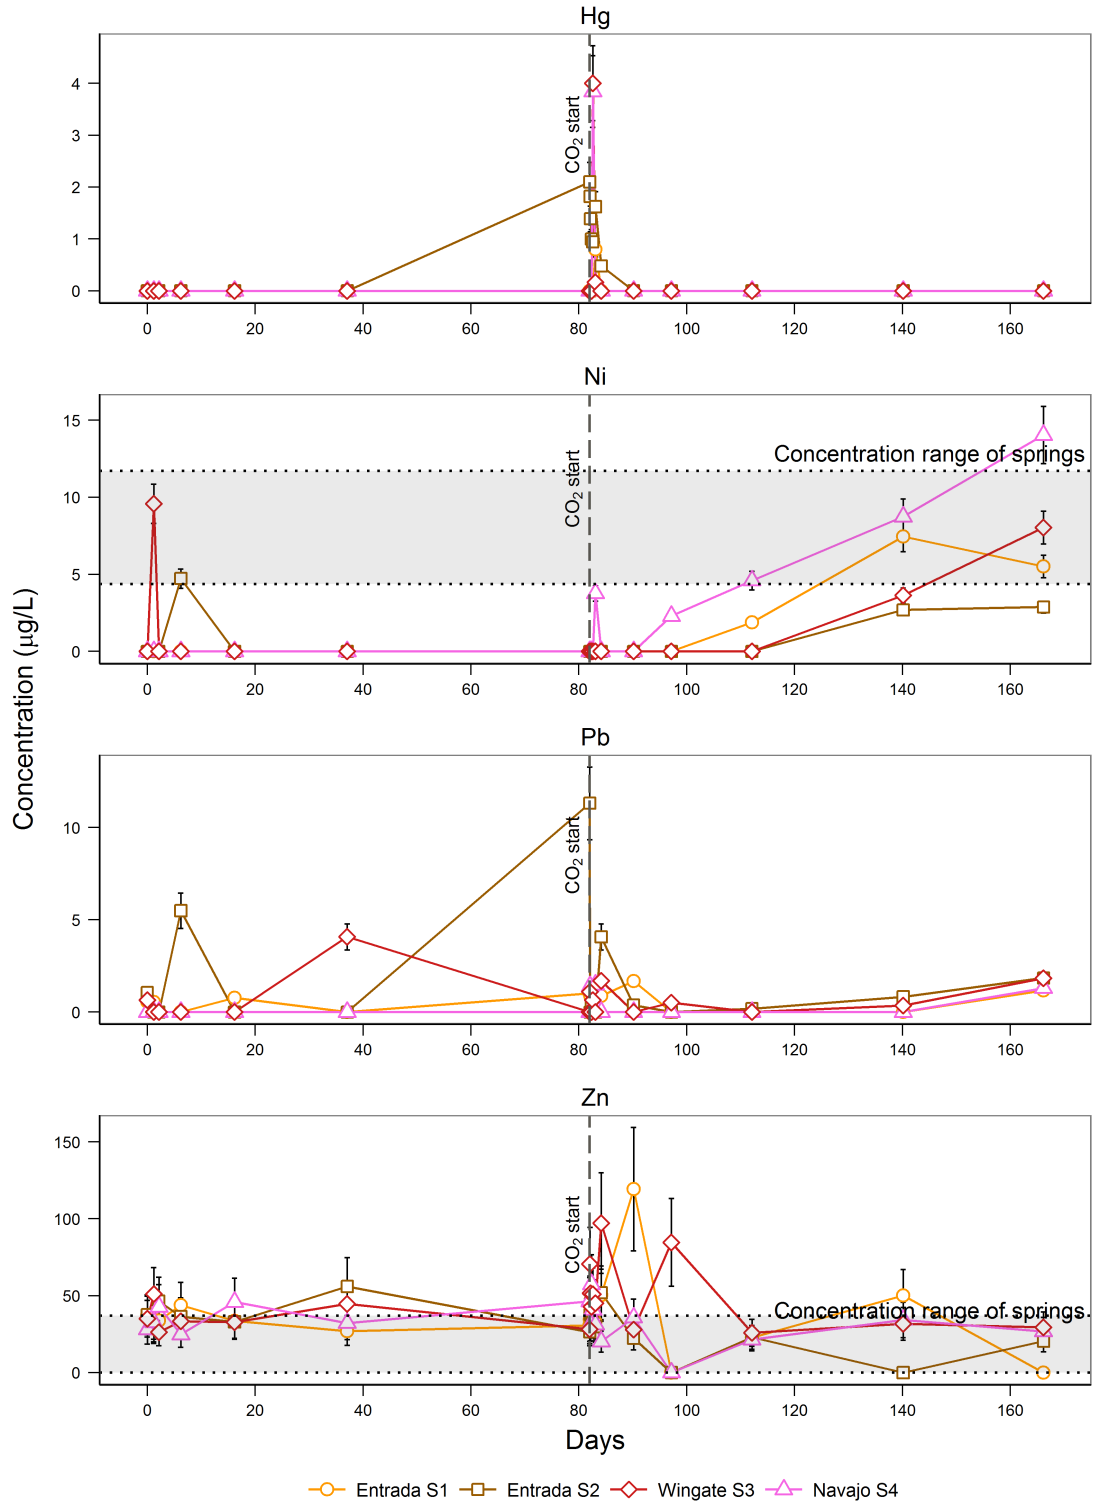 Hg
4
3
2
1
0
CO2 start
0 20 40 60 80 100 120 140 160
Ni
15
10
5
0
CO2 start
Concentration range of springs
0 20 40 60 80 100 120 140 160
Concentration (µg/L)
Pb
10
5
0
CO2 start
0 20 40 60 80 100 120 140 160
Zn
150
100
50
0
CO2 start
Concentration range of springs
0 20 40 60 80 100 120 140 160
Days
Entrada S1 Entrada S2 Wingate S3 Navajo S4